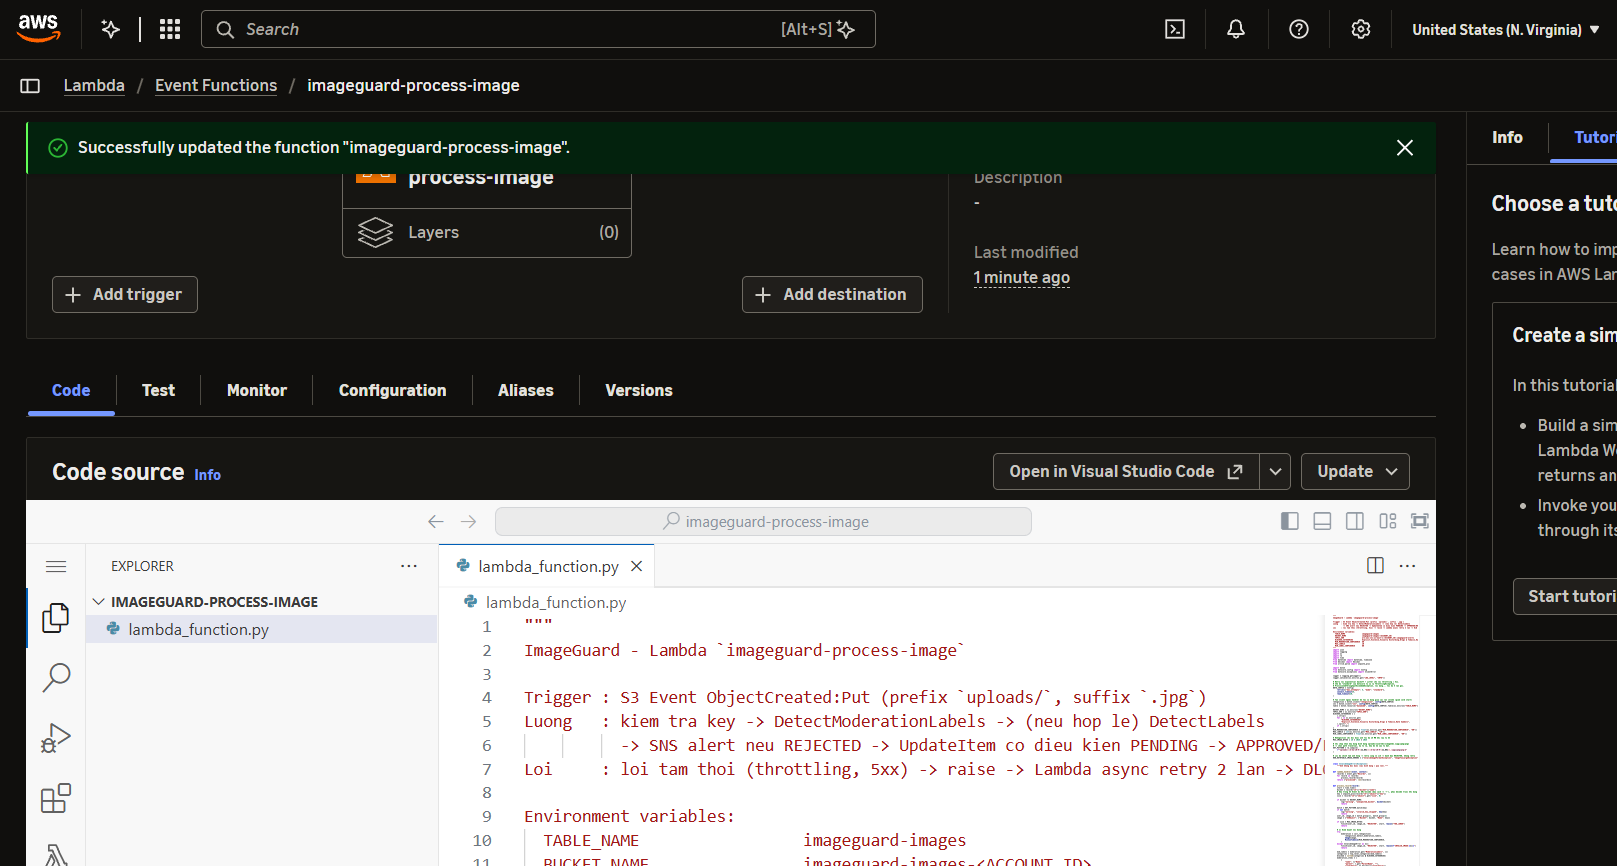 aws
Search
[Alt+S]
United States (N. Virginia)
Lambda / Event Functions / imageguard-process-image
Successfully updated the function "imageguard-process-image".
process-image
Layers (0)
Add trigger
Add destination
Description
-
Last modified
1 minute ago
Code
Test
Monitor
Configuration
Aliases
Versions
Code source Info
Open in Visual Studio Code
Update
imageguard-process-image
EXPLORER
IMAGEGUARD-PROCESS-IMAGE
lambda_function.py
lambda_function.py
lambda_function.py
1 """
2 ImageGuard - Lambda `imageguard-process-image`
3
4 Trigger : S3 Event ObjectCreated:Put (prefix `uploads/`, suffix `.jpg`)
5 Luong : kiem tra key -> DetectModerationLabels -> (neu hop le) DetectLabels
6 -> SNS alert neu REJECTED -> UpdateItem co dieu kien PENDING -> APPROVED/
7 Loi : loi tam thoi (throttling, 5xx) -> raise -> Lambda async retry 2 lan -> DLQ
8
9 Environment variables:
10 TABLE_NAME imageguard-images
11 BUCKET_NAME imageguard-images-<ACCOUNT_ID>
Info
Tutori
Choose a tuto
Learn how to imp
cases in AWS Lar
Create a sim
In this tutorial
Build a sim
Lambda We
returns an
Invoke you
through its
Start tutori